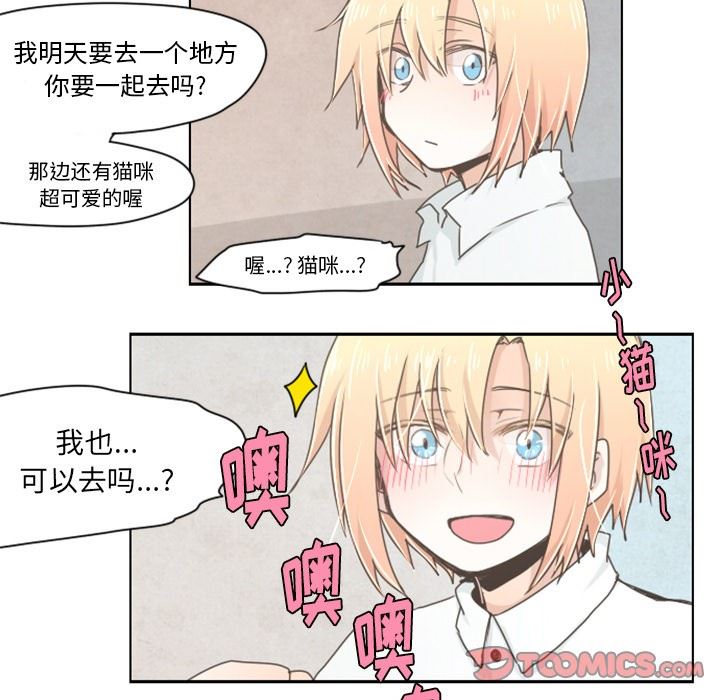 我明天要去一个地方
你要一起去吗?
那边还有猫咪
超可爱的喔
喔...? 猫咪...?
小~猫~咪~
我也...
可以去吗...?
噢
噢
噢
噢
TOOMICS.COM